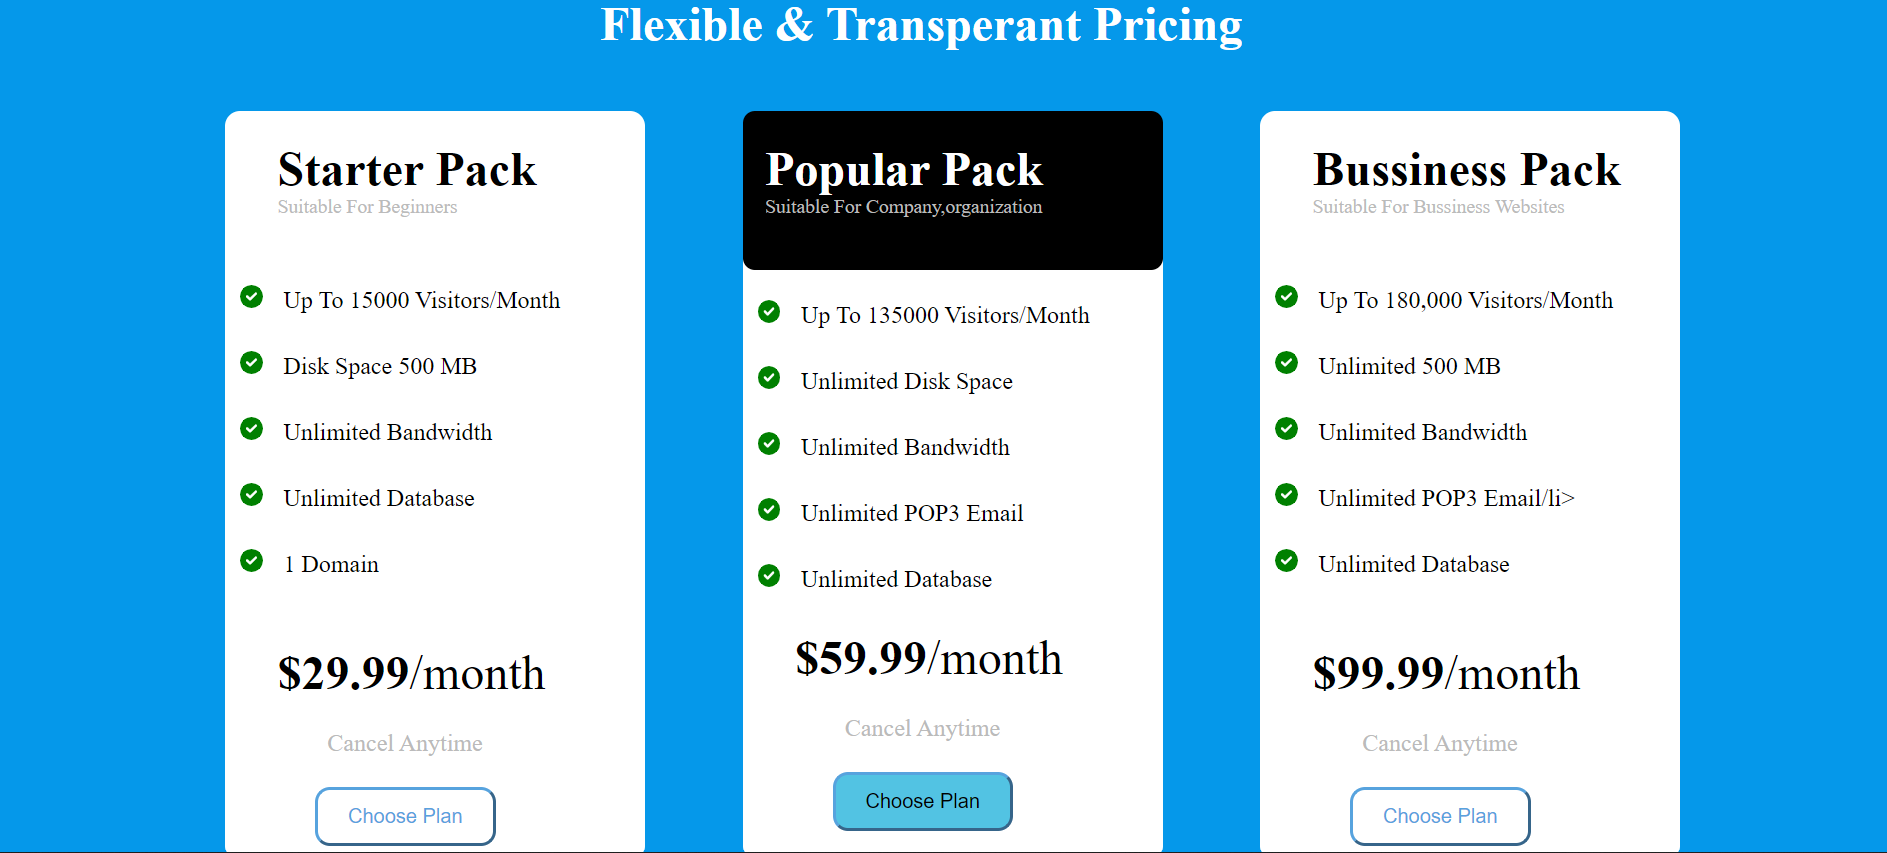 Flexible & Transperant Pricing
Starter Pack
Suitable For Beginners
Up To 15000 Visitors/Month
Disk Space 500 MB
Unlimited Bandwidth
Unlimited Database
1 Domain
$29.99/month
Cancel Anytime
Choose Plan
Popular Pack
Suitable For Company,organization
Up To 135000 Visitors/Month
Unlimited Disk Space
Unlimited Bandwidth
Unlimited POP3 Email
Unlimited Database
$59.99/month
Cancel Anytime
Choose Plan
Bussiness Pack
Suitable For Bussiness Websites
Up To 180,000 Visitors/Month
Unlimited 500 MB
Unlimited Bandwidth
Unlimited POP3 Email/li>
Unlimited Database
$99.99/month
Cancel Anytime
Choose Plan